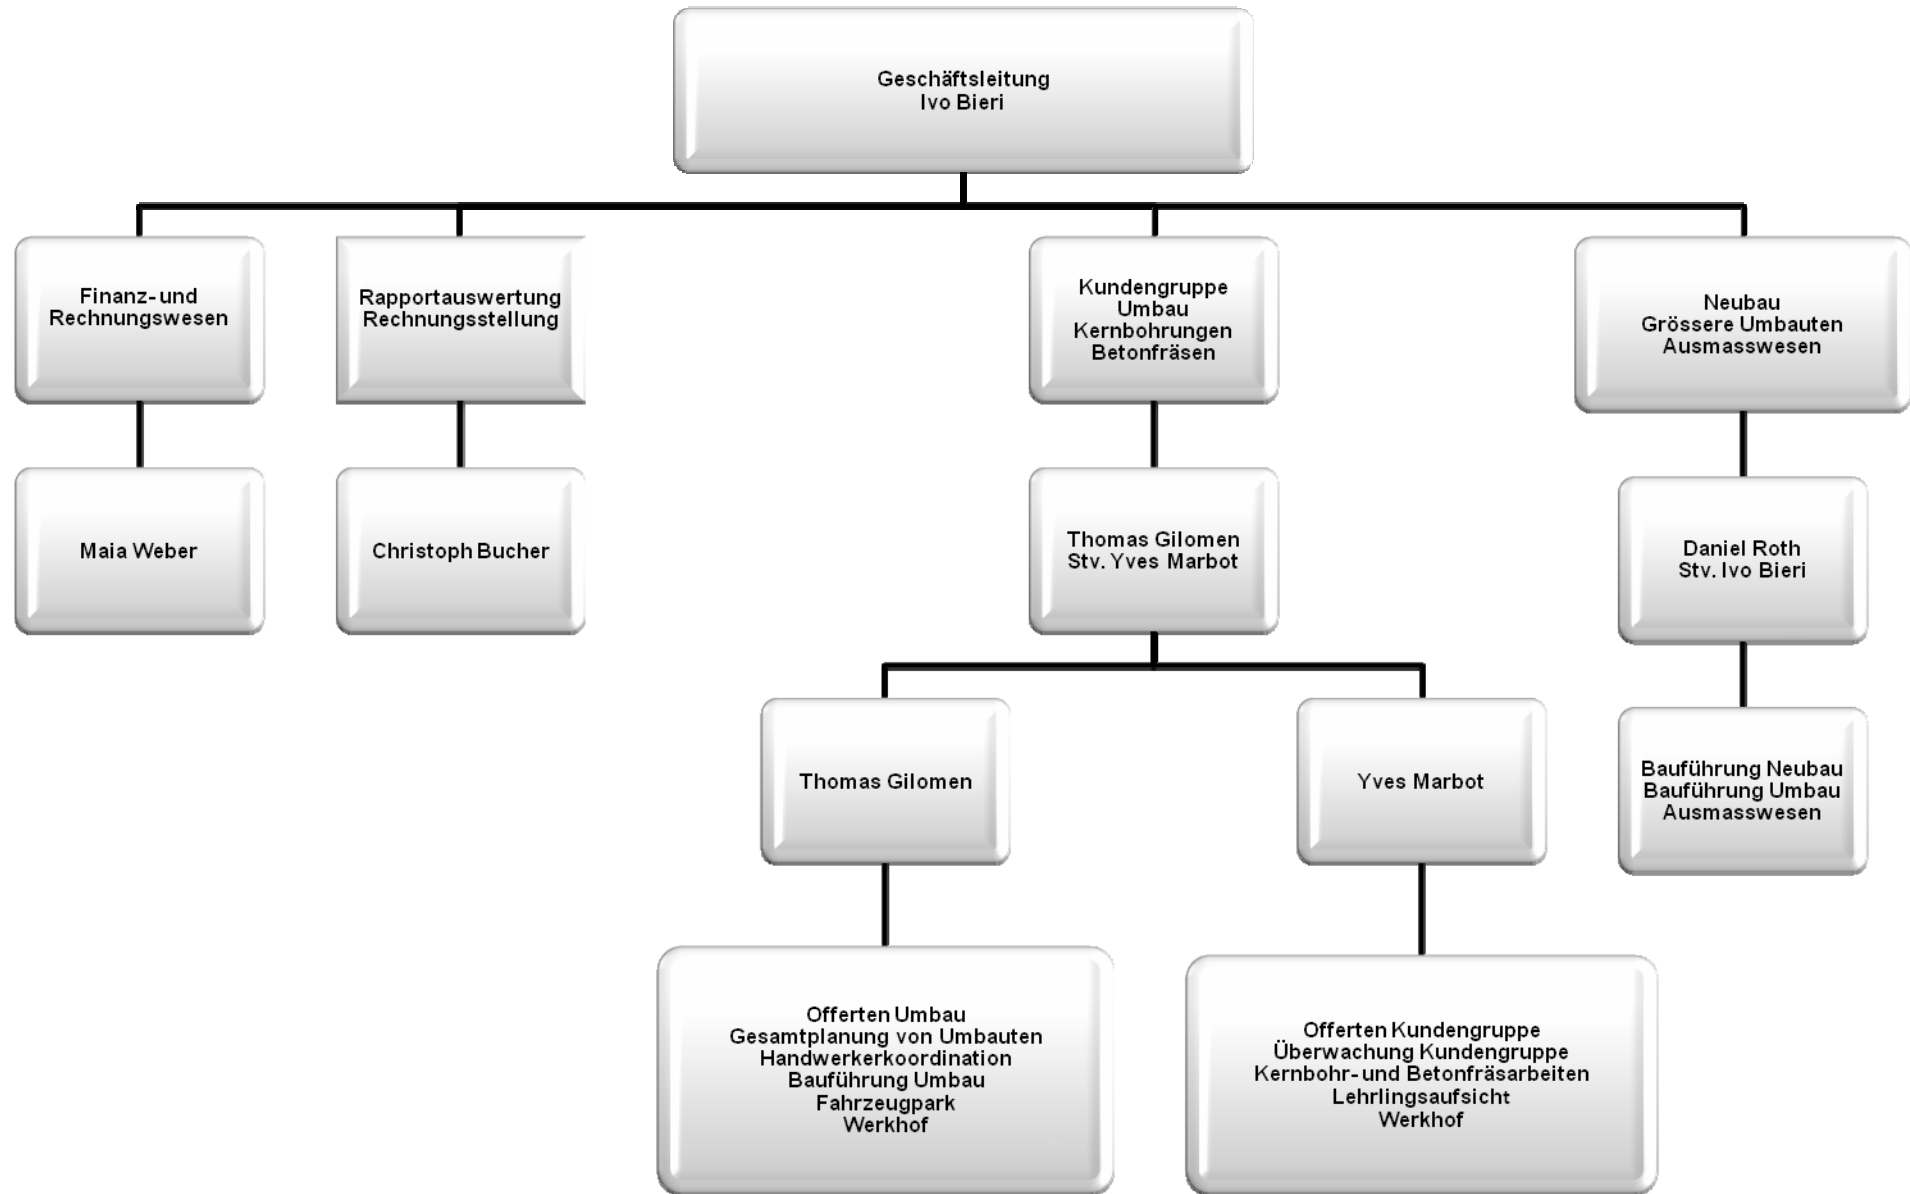 Geschäftsleitung
Ivo Bieri
Finanz- und
Rechnungswesen
Rapportauswertung
Rechnungsstellung
Kundengruppe
Umbau
Kernbohrungen
Betonfräsen
Neubau
Grössere Umbauten
Ausmasswesen
Maia Weber
Christoph Bucher
Thomas Gilomen
Stv. Yves Marbot
Daniel Roth
Stv. Ivo Bieri
Thomas Gilomen
Yves Marbot
Bauführung Neubau
Bauführung Umbau
Ausmasswesen
Offerten Umbau
Gesamtplanung von Umbauten
Handwerkerkoordination
Bauführung Umbau
Fahrzeugpark
Werkhof
Offerten Kundengruppe
Überwachung Kundengruppe
Kernbohr- und Betonfräsarbeiten
Lehrlingsaufsicht
Werkhof